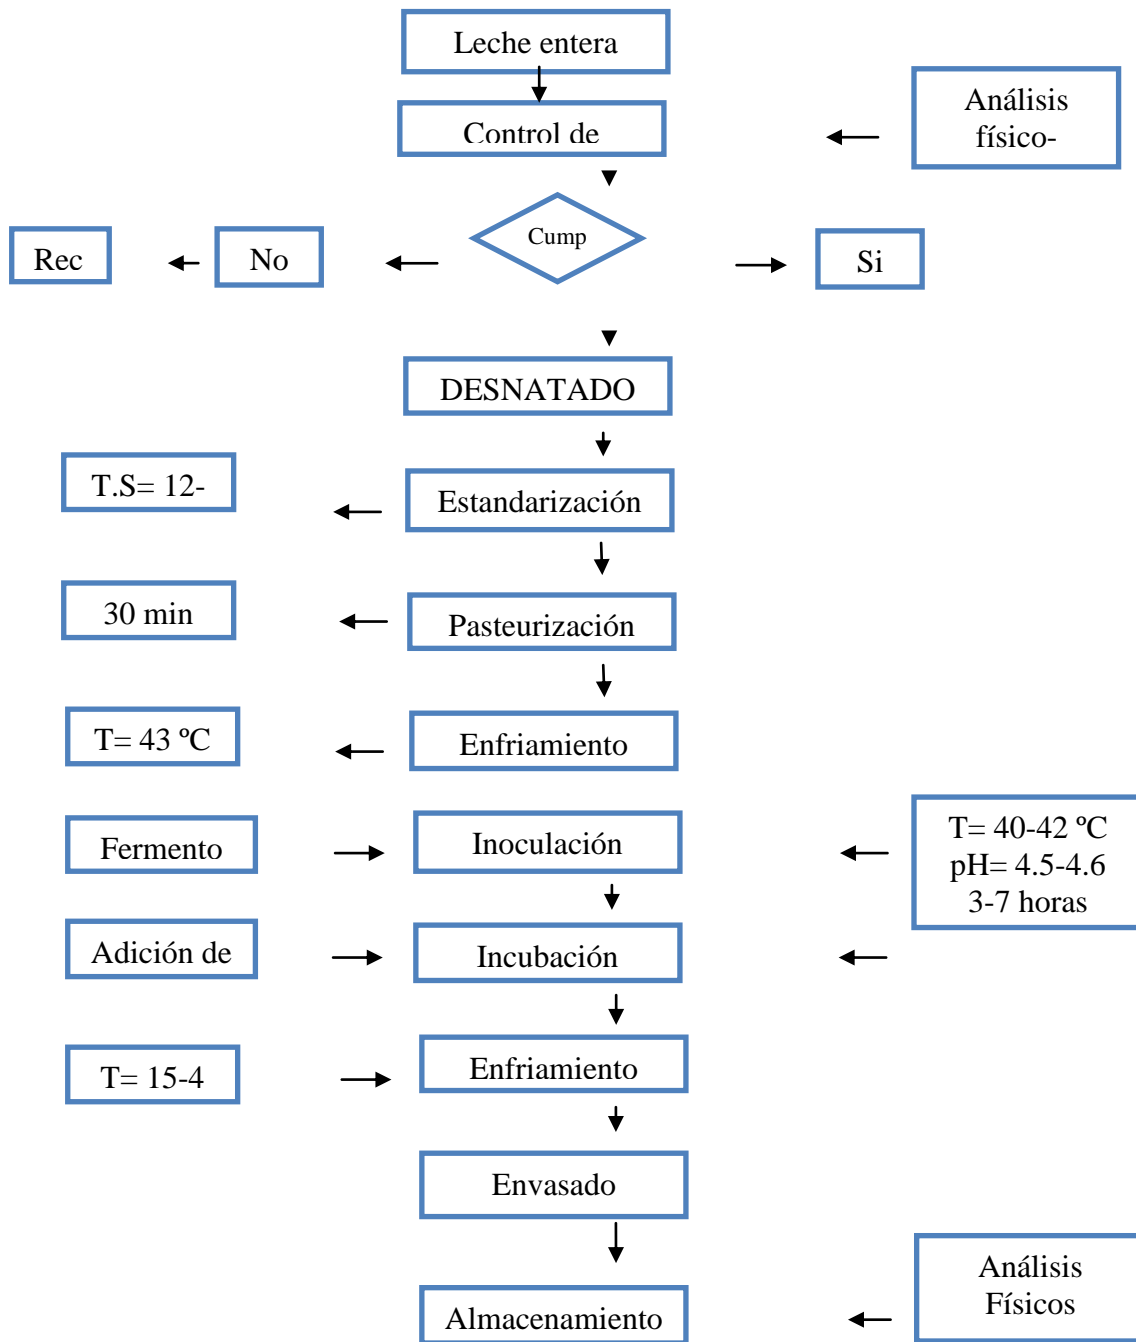 Leche entera
Control de
Análisis
físico-
Cump
Rec
No
Si
DESNATADO
T.S= 12-
Estandarización
30 min
Pasteurización
T= 43 ºC
Enfriamiento
Fermento
Inoculación
T= 40-42 ºC
pH= 4.5-4.6
3-7 horas
Adición de
Incubación
T= 15-4
Enfriamiento
Envasado
Almacenamiento
Análisis
Físicos